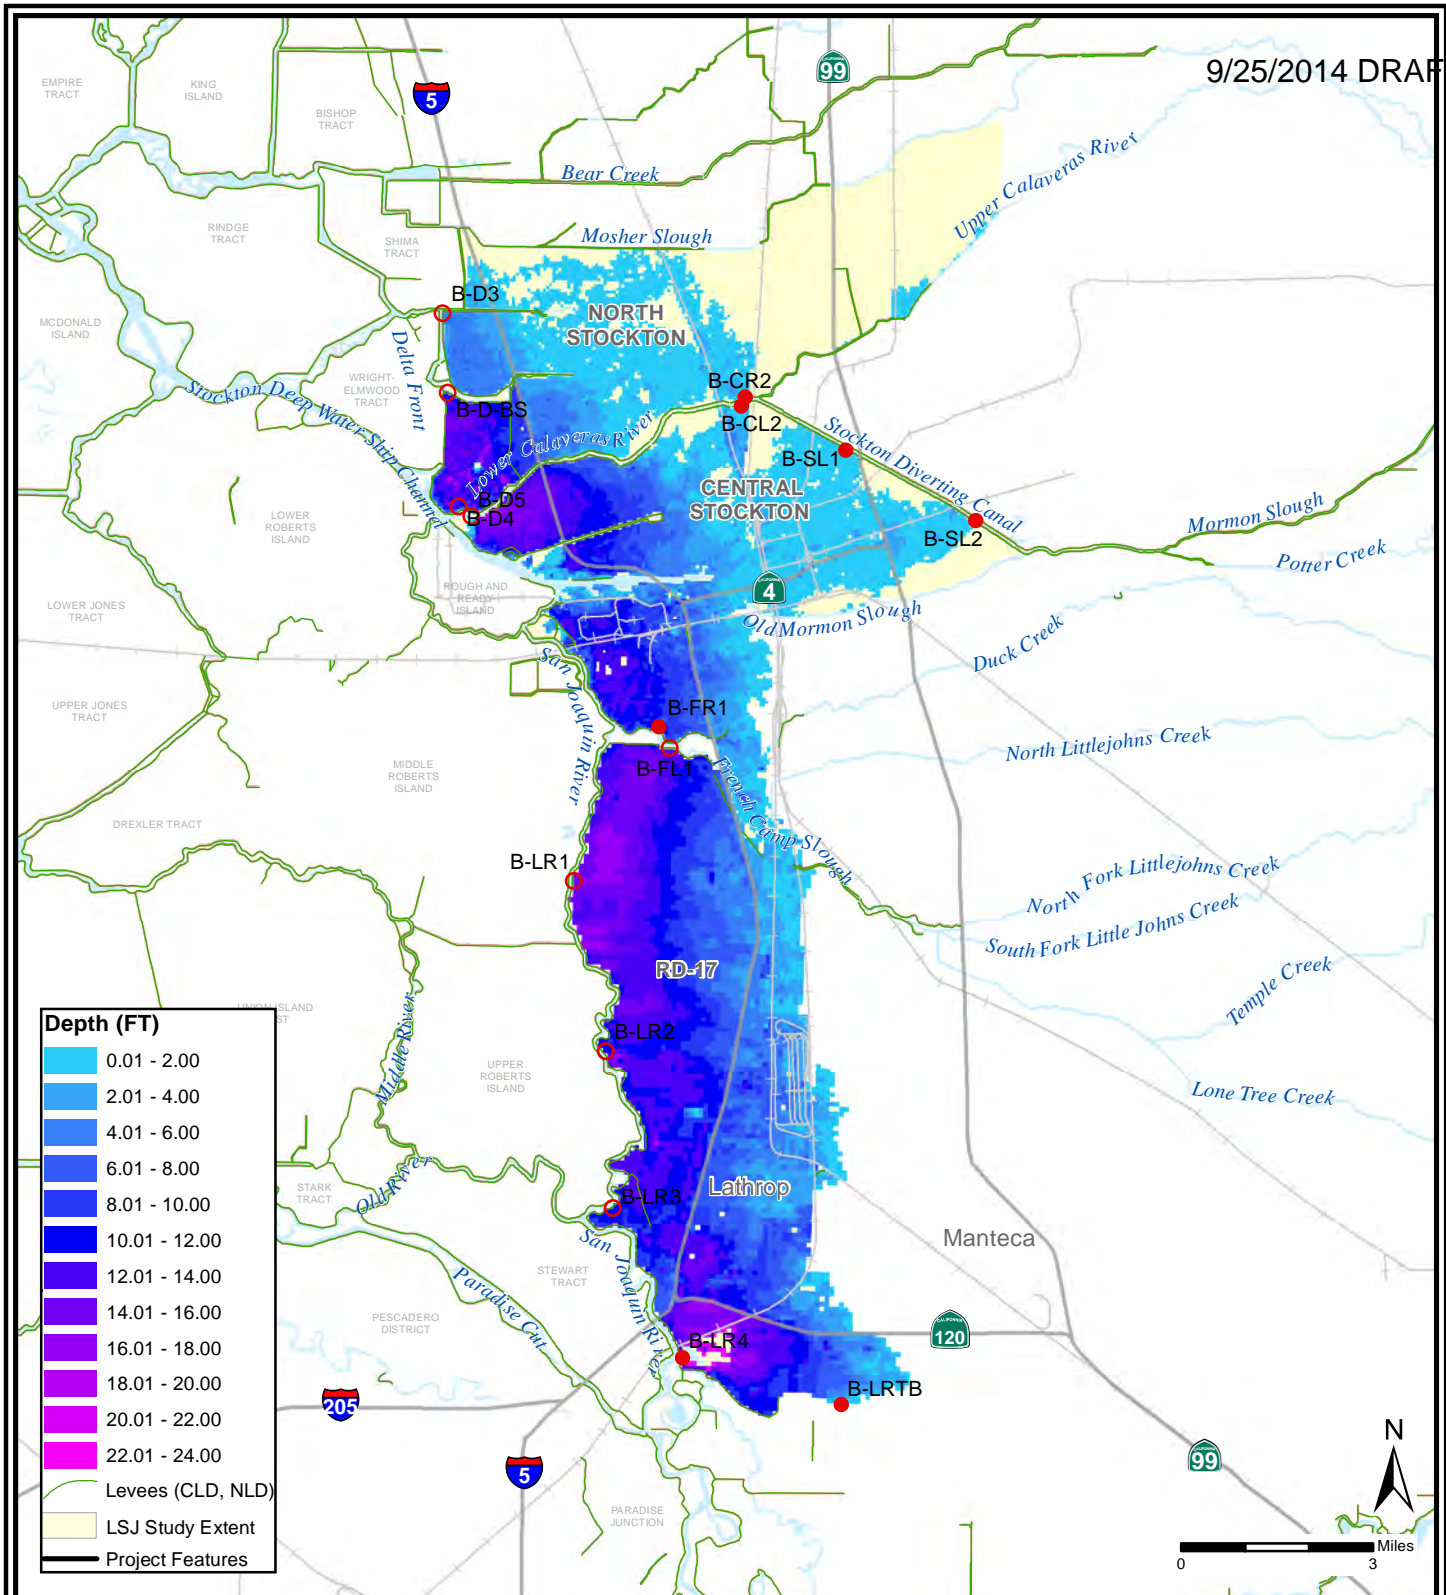 9/25/2014 DRAF
EMPIRE
TRACT
KING
ISLAND
BISHOP
TRACT
5
CALIFORNIA
99
Bear Creek
Upper Calaveras River
RINDGE
TRACT
SHIMA
TRACT
Mosher Slough
B-D3
NORTH
STOCKTON
MCDONALD
ISLAND
Delta Front
WRIGHT-
ELMWOOD
TRACT
Stockton Deep Water Ship Channel
B-D-BS
B-CR2
B-CL2
Lower Calaveras River
Stockton Diverting Canal
B-SL1
CENTRAL
STOCKTON
B-D5
B-D4
LOWER
ROBERTS
ISLAND
B-SL2
Mormon Slough
Potter Creek
ROUGH AND
READY
ISLAND
CALIFORNIA
4
LOWER JONES
TRACT
Old Mormon Slough
Duck Creek
San Joaquin River
UPPER JONES
TRACT
B-FR1
North Littlejohns Creek
B-FL1
MIDDLE
ROBERTS
ISLAND
French Camp Slough
DREXLER TRACT
B-LR1
North Fork Littlejohns Creek
South Fork Little Johns Creek
RD-17
Temple Creek
UNION ISLAND
ST
Middle River
B-LR2
UPPER
ROBERTS
ISLAND
Lone Tree Creek
STARK
TRACT
Old River
Lathrop
B-LR3
San Joaquin River
Manteca
STEWART
TRACT
Paradise Cut
PESCADERO
DISTRICT
CALIFORNIA
120
B-LR4
B-LRTB
205
5
CALIFORNIA
99
PARADISE
JUNCTION
N
Miles
0
3
Depth (FT)
0.01 - 2.00
2.01 - 4.00
4.01 - 6.00
6.01 - 8.00
8.01 - 10.00
10.01 - 12.00
12.01 - 14.00
14.01 - 16.00
16.01 - 18.00
18.01 - 20.00
20.01 - 22.00
22.01 - 24.00
Levees (CLD, NLD)
LSJ Study Extent
Project Features